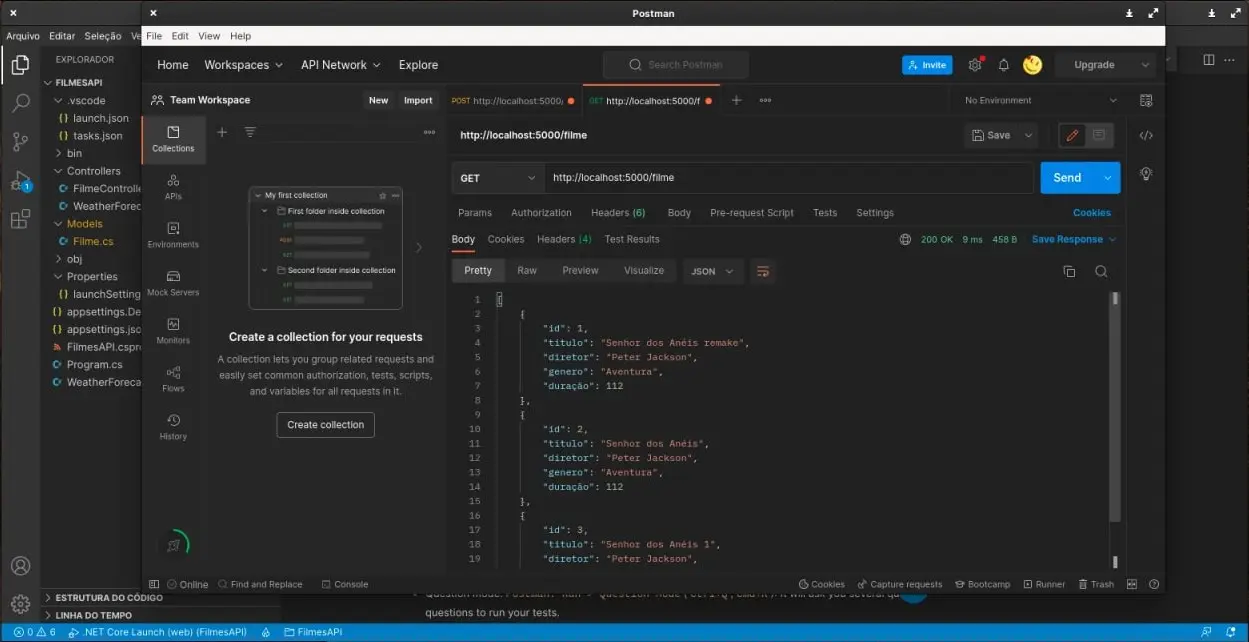 Postman
Arquivo Editar Seleção Ve
File Edit View Help
EXPLORADOR
FILMESAPI
.vscode
{} launch.json
{} tasks.json
bin
Controllers
FilmeControlle
WeatherForec
Models
Filme.cs
obj
Properties
{} launchSetting
{} appsettings.De
{} appsettings.jso
FilmesAPI.cspr
Program.cs
WeatherForeca
ESTRUTURA DO CÓDIGO
LINHA DO TEMPO
1
Home Workspaces API Network Explore
Search Postman
Invite
Upgrade
Team Workspace
New Import
Collections
APIs
Environments
Mock Servers
Monitors
Flows
History
My first collection
First folder inside collection
Second folder inside collection
Create a collection for your requests
A collection lets you group related requests and
easily set common authorization, tests, scripts,
and variables for all requests in it.
Create collection
POST http://localhost:5000/
GET http://localhost:5000/f
No Environment
http://localhost:5000/filme
Save
GET http://localhost:5000/filme
Send
Params Authorization Headers (6) Body Pre-request Script Tests Settings
Cookies
Body Cookies Headers (4) Test Results
200 OK 9 ms 458 B Save Response
Pretty Raw Preview Visualize JSON
1 [
2 {
3 "id": 1,
4 "titulo": "Senhor dos Anéis remake",
5 "diretor": "Peter Jackson",
6 "genero": "Aventura",
7 "duração": 112
8 },
9 {
10 "id": 2,
11 "titulo": "Senhor dos Anéis",
12 "diretor": "Peter Jackson",
13 "genero": "Aventura",
14 "duração": 112
15 },
16 {
17 "id": 3,
18 "titulo": "Senhor dos Anéis 1",
19 "diretor": "Peter Jackson",
Online Find and Replace Console
Cookies Capture requests Bootcamp Runner Trash
questions to run your tests.
0 6 .NET Core Launch (web) (FilmesAPI) FilmesAPI